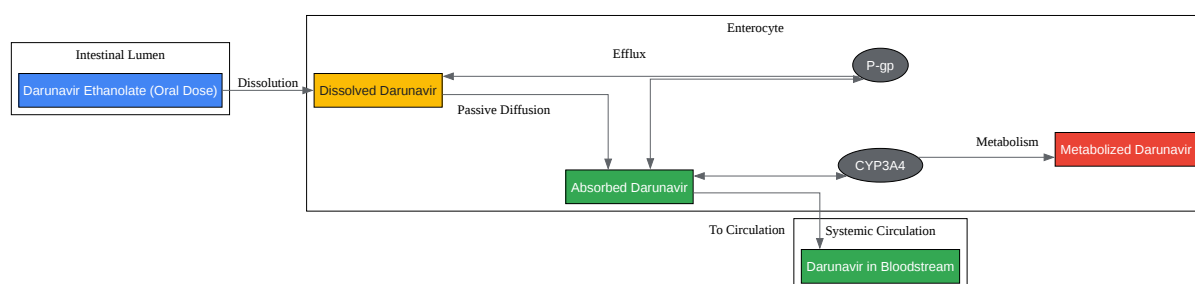 Enterocyte
Intestinal Lumen
Efflux
P-gp
Darunavir Ethanolate (Oral Dose)
Dissolution
Dissolved Darunavir
Passive Diffusion
Metabolism
Metabolized Darunavir
CYP3A4
Absorbed Darunavir
To Circulation
Systemic Circulation
Darunavir in Bloodstream